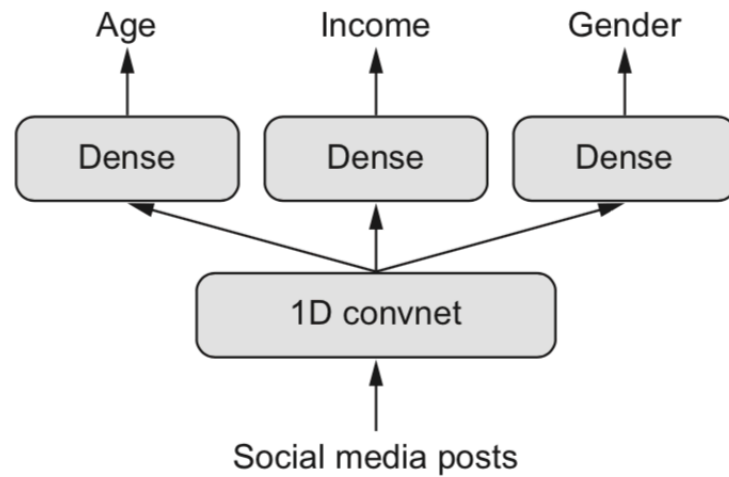 Age Income Gender
Dense Dense Dense
1D convnet
Social media posts